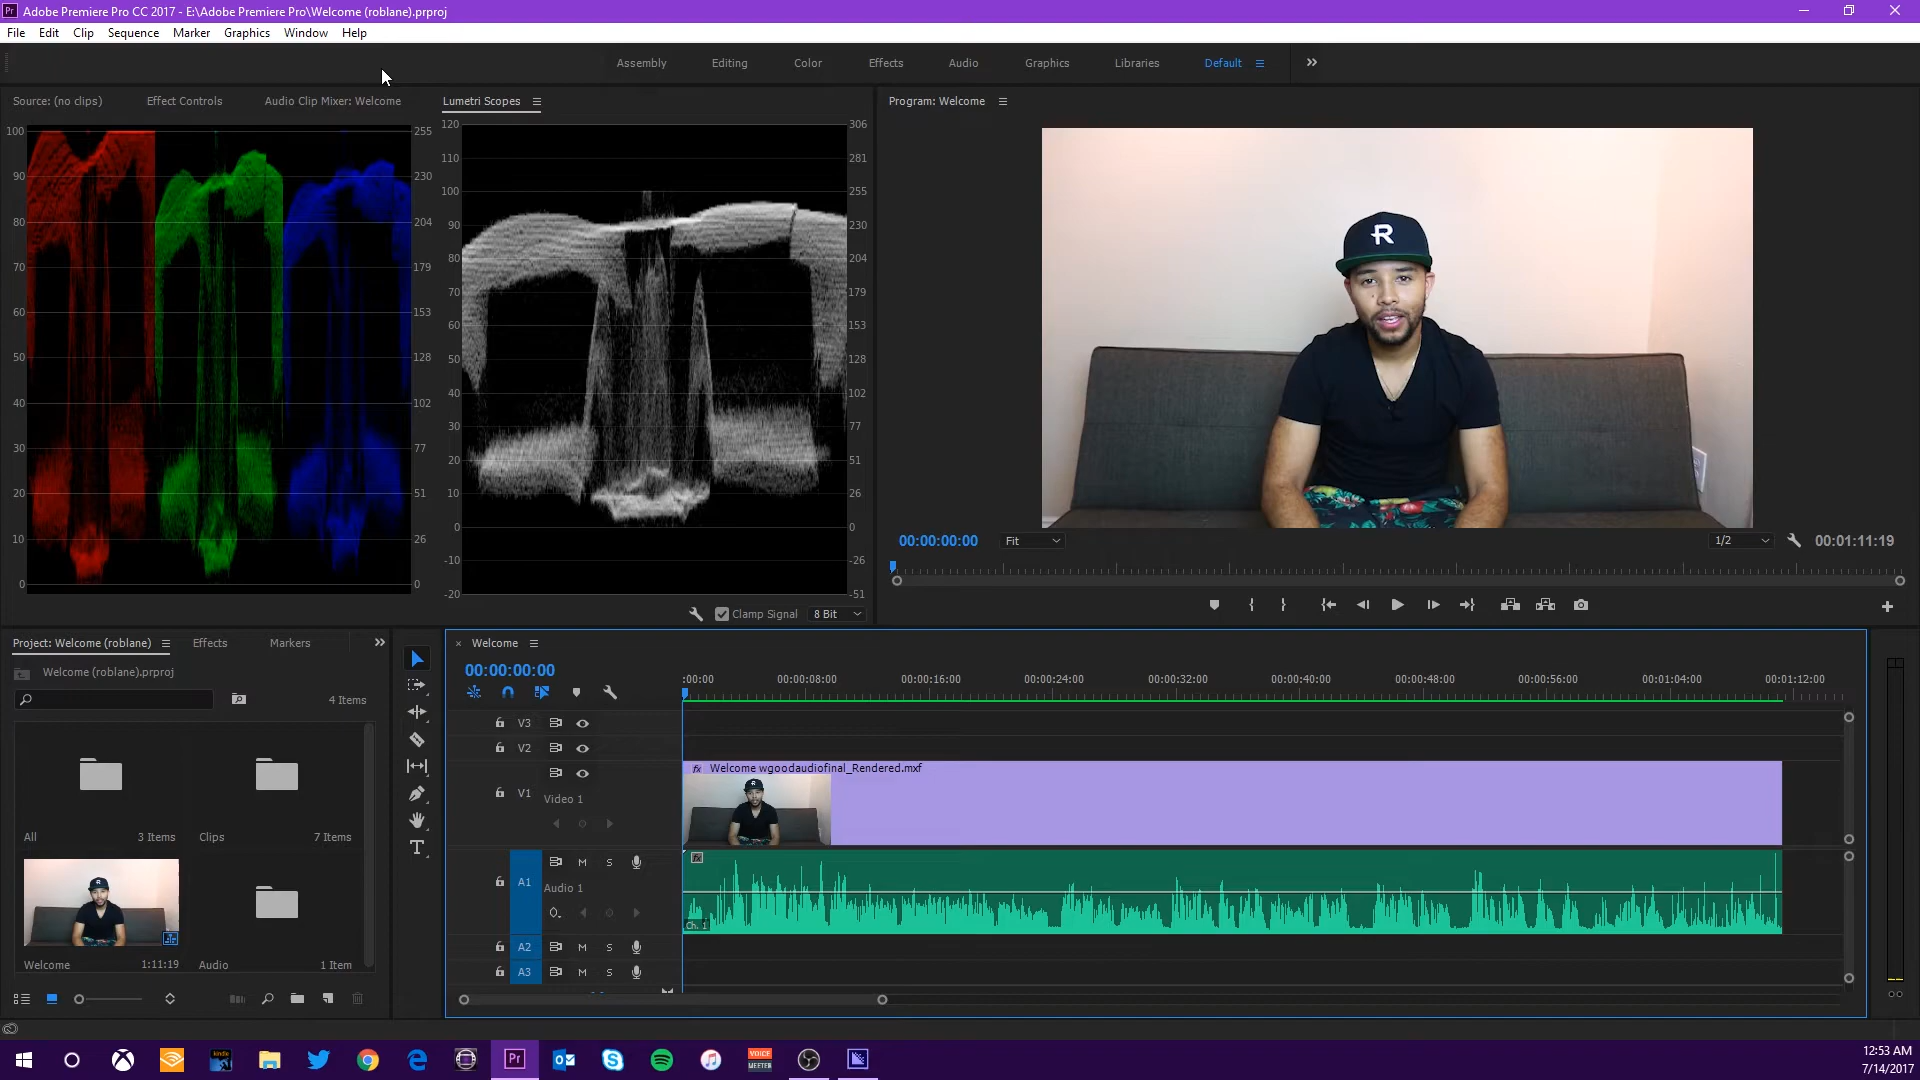 Pr Adobe Premiere Pro CC 2017 - E:\Adobe Premiere Pro\Welcome (roblane).prproj
File Edit Clip Sequence Marker Graphics Window Help
Assembly Editing Color Effects Audio Graphics Libraries Default
Source: (no clips) Effect Controls Audio Clip Mixer: Welcome Lumetri Scopes
100 90 80 70 60 50 40 30 20 10 0
255 230 204 179 153 128 102 77 51 26 0
120 110 100 90 80 70 60 50 40 30 20 10 0 -10 -20
306 281 255 230 204 179 153 128 102 77 51 26 0 -26 -51
Clamp Signal 8 Bit
Program: Welcome
R
00:00:00:00 Fit 1/2 00:01:11:19
Project: Welcome (roblane) Effects Markers
Welcome (roblane).prproj
4 Items
All 3 Items Clips 7 Items
Welcome 1:11:19 Audio 1 Item
× Welcome
00:00:00:00
:00:00 00:00:08:00 00:00:16:00 00:00:24:00 00:00:32:00 00:00:40:00 00:00:48:00 00:00:56:00 00:01:04:00 00:01:12:00
V3
V2
fx Welcome wgoodaudiofinal_Rendered.mxf
V1 Video 1
M S
fx
A1 Audio 1
Ch. 1
A2 M S
A3 M S
kindle Pr VOICE MEETER
12:53 AM
7/14/2017